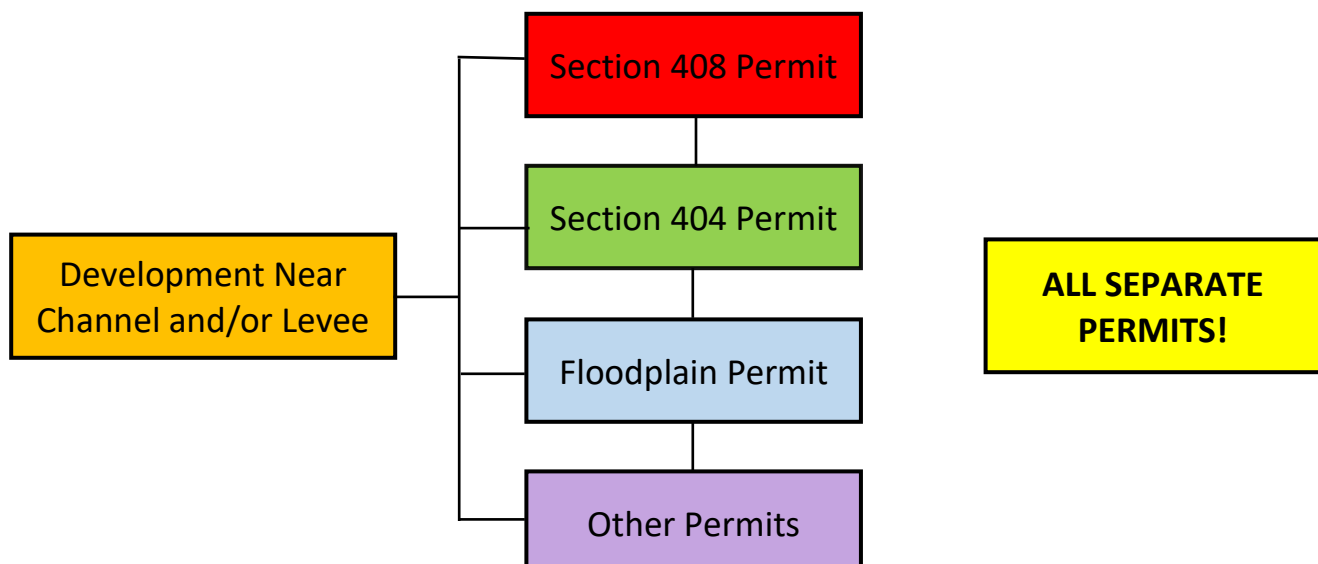 Section 408 Permit
Section 404 Permit
Development Near
Channel and/or Levee
ALL SEPARATE
PERMITS!
Floodplain Permit
Other Permits